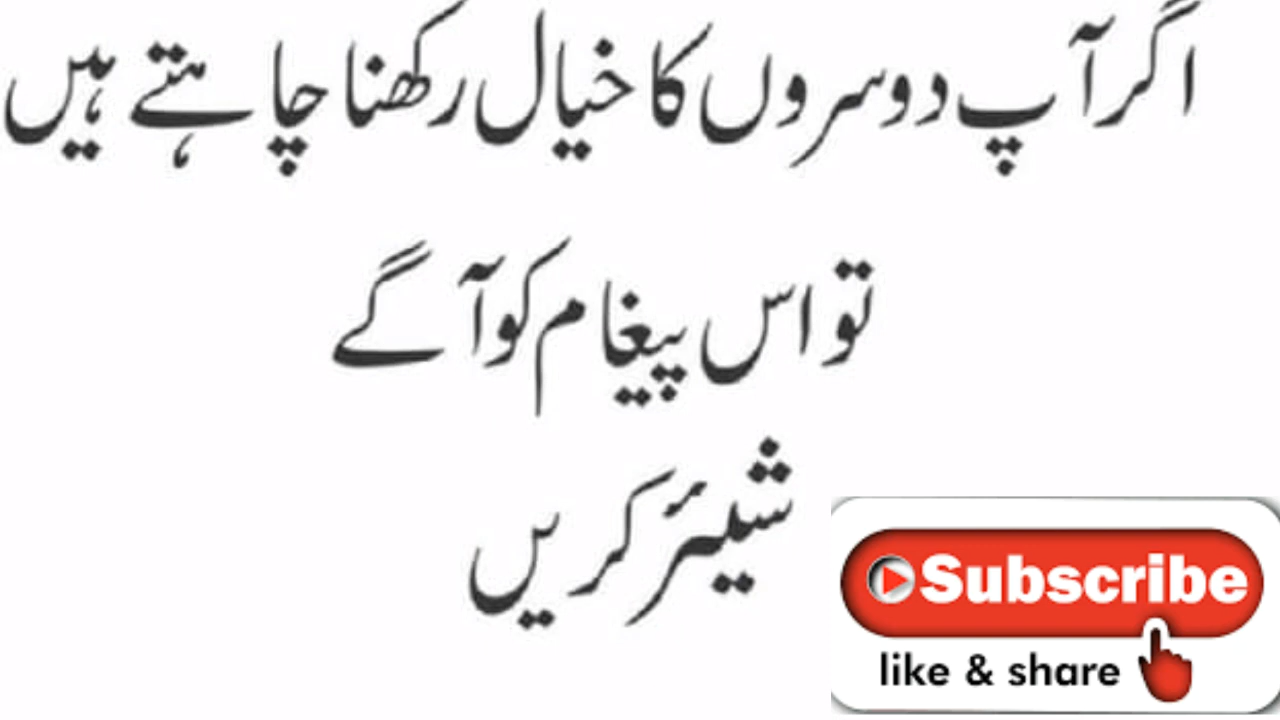 اگر آپ دوسروں کا خیال رکھنا چاہتے ہیں
تو اس پیغام کو آگے
شیئر کریں
Subscribe
like & share